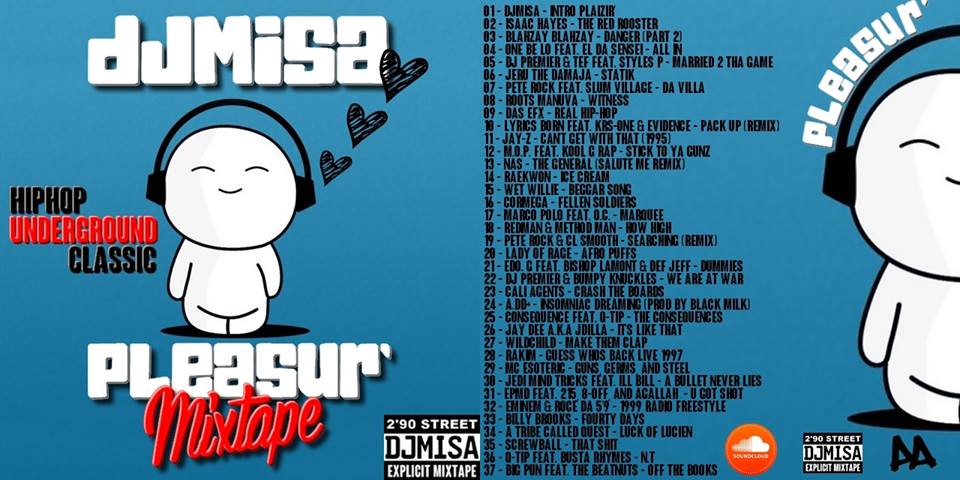 DJMISA
HIPHOP
UNDERGROUND
CLASSIC
PLEASUR'
Mixtape
2'90 STREET
DJMISA
EXPLICIT MIXTAPE
01 - DJMISA - INTRO PLAIZIR'
02 - ISAAC HAYES - THE RED ROOSTER
03 - BLAHZAY BLAHZAY - DANGER (PART 2)
04 - ONE BE LO FEAT. EL DA SENSEI - ALL IN
05 - DJ PREMIER & TEF FEAT. STYLES P - MARRIED 2 THA GAME
06 - JERU THE DAMAJA - STATIK
07 - PETE ROCK FEAT. SLUM VILLAGE - DA VILLA
08 - ROOTS MANUVA - WITNESS
09 - DAS EFX - REAL HIP-HOP
10 - LYRICS BORN FEAT. KRS-ONE & EVIDENCE - PACK UP (REMIX)
11 - JAY-Z - CANT GET WITH THAT (1995)
12 - M.O.P. FEAT. KOOL G RAP - STICK TO YA GUNZ
13 - NAS - THE GENERAL (SALUTE ME REMIX)
14 - RAEKWON - ICE CREAM
15 - WET WILLIE - BEGGAR SONG
16 - CORMEGA - FELLEN SOLDIERS
17 - MARCO POLO FEAT. O.C. - MARQUEE
18 - REDMAN & METHOD MAN - HOW HIGH
19 - PETE ROCK & CL SMOOTH - SEARCHING (REMIX)
20 - LADY OF RAGE - AFRO PUFFS
21 - EDO. G FEAT. BISHOP LAMONT & DEF JEFF - DUMMIES
22 - DJ PREMIER & BUMPY KNUCKLES - WE ARE AT WAR
23 - CALI AGENTS - CRASH THE BOARDS
24 - A.DD+ - INSOMNIAC DREAMING (PROD BY BLACK MILK)
25 - CONSEQUENCE FEAT. Q-TIP - THE CONSEQUENCES
26 - JAY DEE A.K.A JDILLA - IT'S LIKE THAT
27 - WILDCHILD - MAKE THEM CLAP
28 - RAKIM - GUESS WHOS BACK LIVE 1997
29 - MC ESOTERIC - GUNS, GERMS, AND STEEL
30 - JEDI MIND TRICKS FEAT. ILL BILL - A BULLET NEVER LIES
31 - EPMD FEAT. 215, 8-OFF, AND AGALLAH - U GOT SHOT
32 - EMINEM & ROCE DA 5'9 - 1999 RADIO FREESTYLE
33 - BILLY BROOKS - FOURTY DAYS
34 - A TRIBE CALLED QUEST - LUCK OF LUCIEN
35 - SCREWBALL - THAT SHIT
36 - Q-TIP FEAT. BUSTA RHYMES - N.T
37 - BIG PUN FEAT. THE BEATNUTS - OFF THE BOOKS
SOUNDCLOUD
PLEASUR'
2'90 STREET
DJMISA
EXPLICIT MIXTAPE
AA